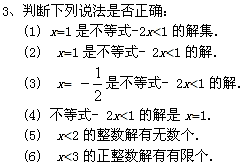 3、判断下列说法是否正确:
(1) x=1是不等式-2x<1的解集.
(2) x=1是不等式- 2x<1的解.
(3) x= -1/2是不等式- 2x<1的解.
(4) 不等式- 2x<1的解是x=1.
(5) x<2的整数解有无数个.
(6) x<3的正整数解有有限个.